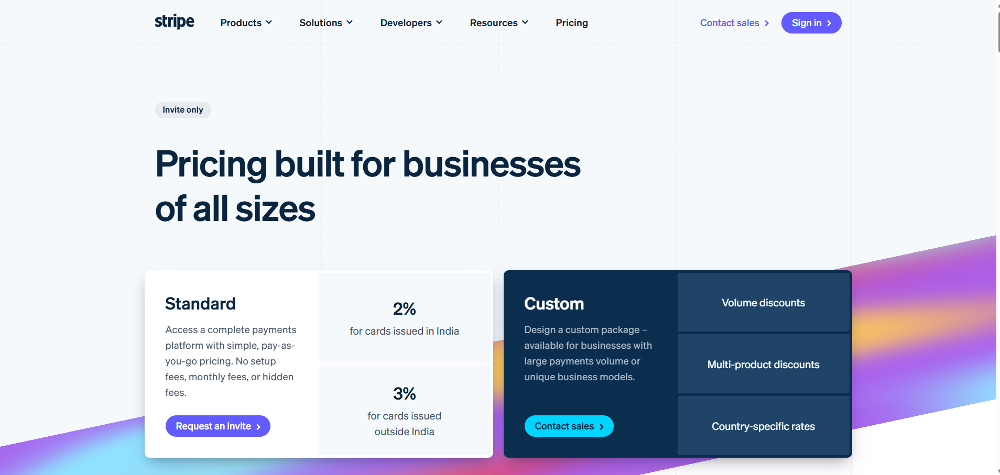 stripe
Products
Solutions
Developers
Resources
Pricing
Contact sales
Sign in
Invite only
Pricing built for businesses
of all sizes
Standard
Access a complete payments
platform with simple, pay-as-
you-go pricing. No setup
fees, monthly fees, or hidden
fees.
Request an invite
2%
for cards issued in India
3%
for cards issued
outside India
Custom
Design a custom package –
available for businesses with
large payments volume or
unique business models.
Contact sales
Volume discounts
Multi-product discounts
Country-specific rates